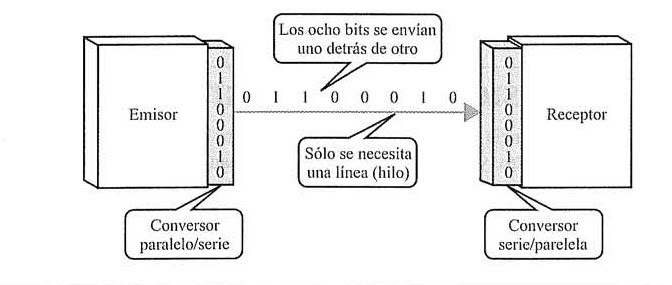 Los ocho bits se envían
uno detrás de otro
Emisor
0
1
1
0
0
0
1
0
0 1 1 0 0 0 1 0
0
1
1
0
0
0
1
0
Receptor
Sólo se necesita
una línea (hilo)
Conversor
paralelo/serie
Conversor
serie/parelela